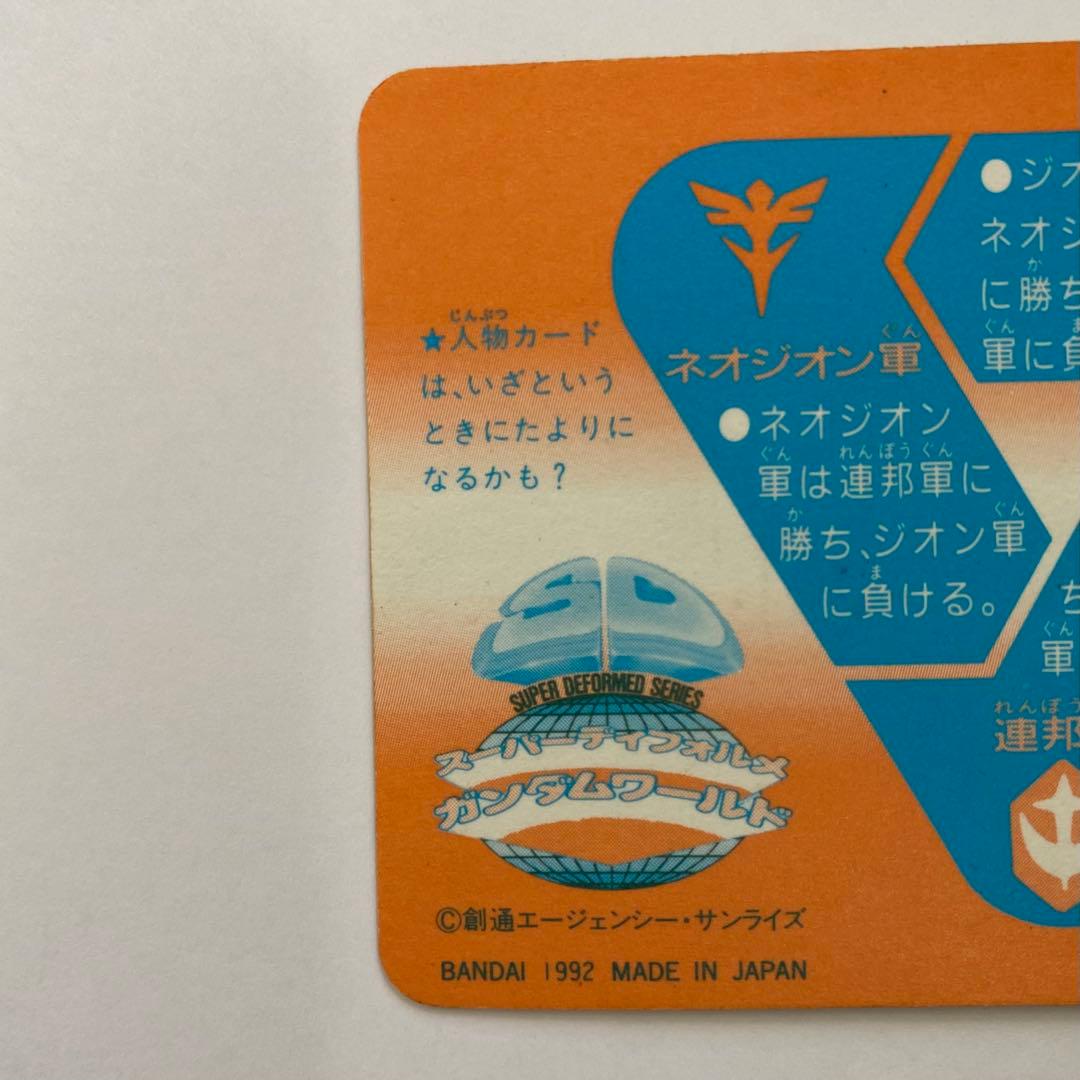 ★人物カード
は、いざという
ときにたよりに
なるかも?
ネオジオン軍
●ネオジオン
軍は連邦軍に
勝ち、ジオン軍
に負ける。
●ジオ
ネオジ
に勝ち
軍に負
ち
軍
連邦
SD
SUPER DEFORMED SERIES
スーパーディフォルメ
ガンダムワールド
©創通エージェンシー・サンライズ
BANDAI 1992 MADE IN JAPAN